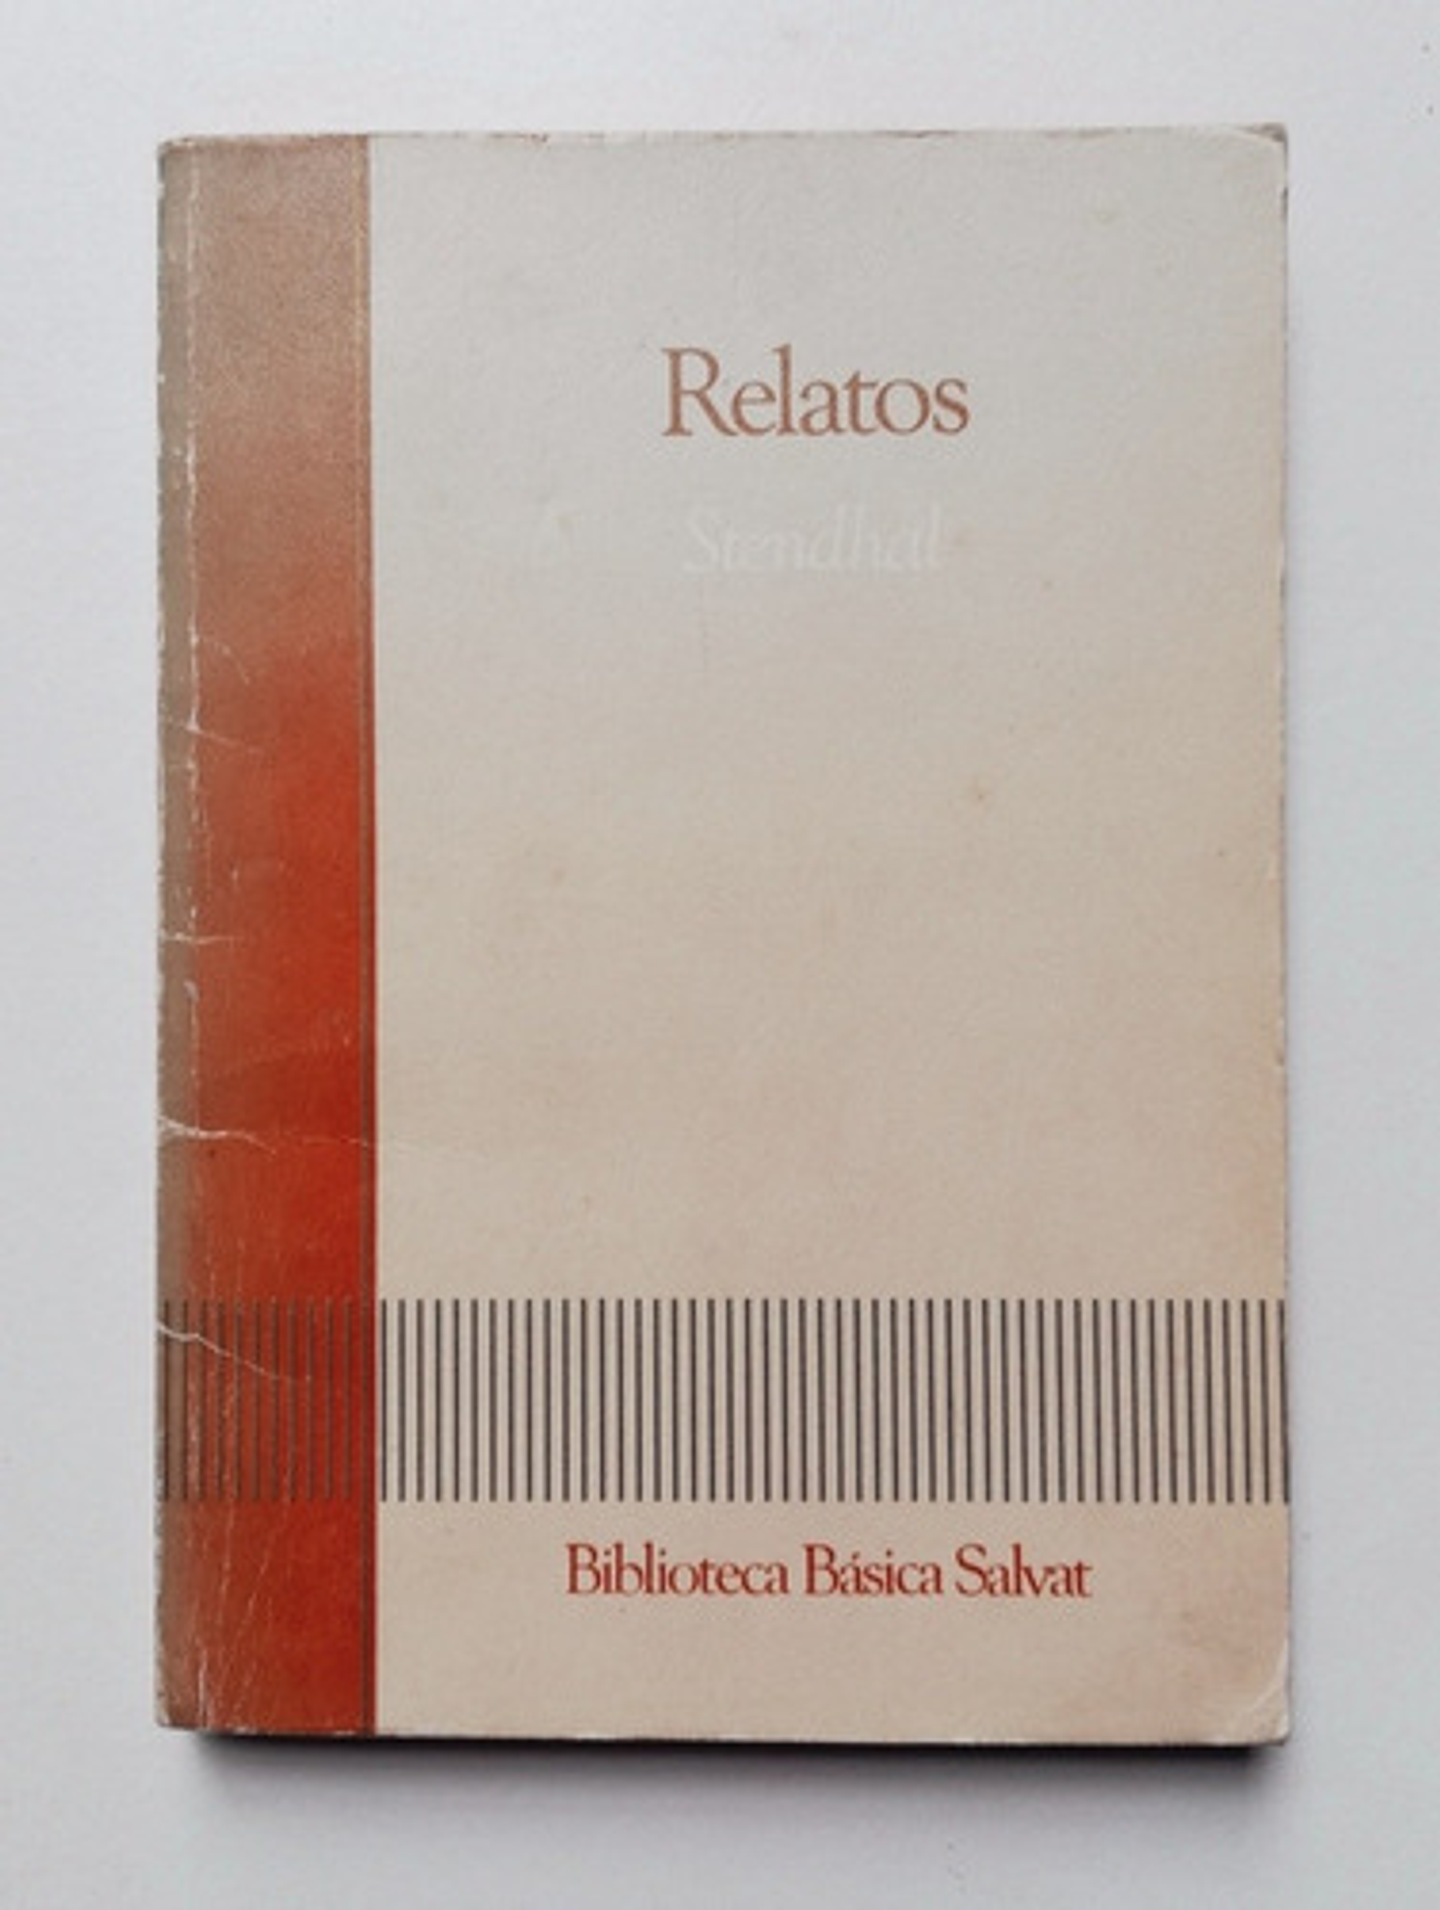 Relatos
Stendhal
Biblioteca Básica Salvat